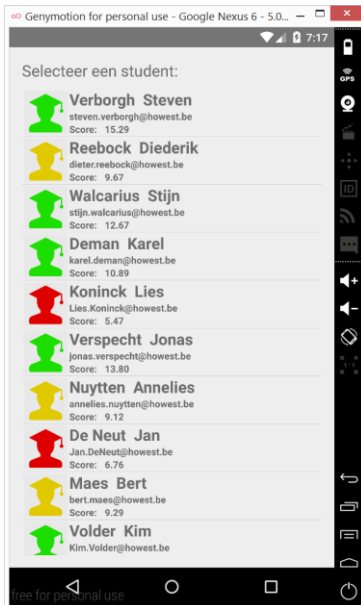 Genymotion for personal use - Google Nexus 6 - 5.0...
7:17
GPS
ID
Selecteer een student:
Verborgh Steven
steven.verborgh@howest.be
Score: 15.29
Reebock Diederik
dieter.reebock@howest.be
Score: 9.67
Walcarius Stijn
stijn.walcarius@howest.be
Score: 12.67
Deman Karel
karel.deman@howest.be
Score: 10.89
Koninck Lies
Lies.Koninck@howest.be
Score: 5.47
Verspecht Jonas
jonas.verspecht@howest.be
Score: 13.80
Nuytten Annelies
annelies.nuytten@howest.be
Score: 9.12
De Neut Jan
Jan.DeNeut@howest.be
Score: 6.76
Maes Bert
bert.maes@howest.be
Score: 9.29
Volder Kim
Kim.Volder@howest.be
free for personal use